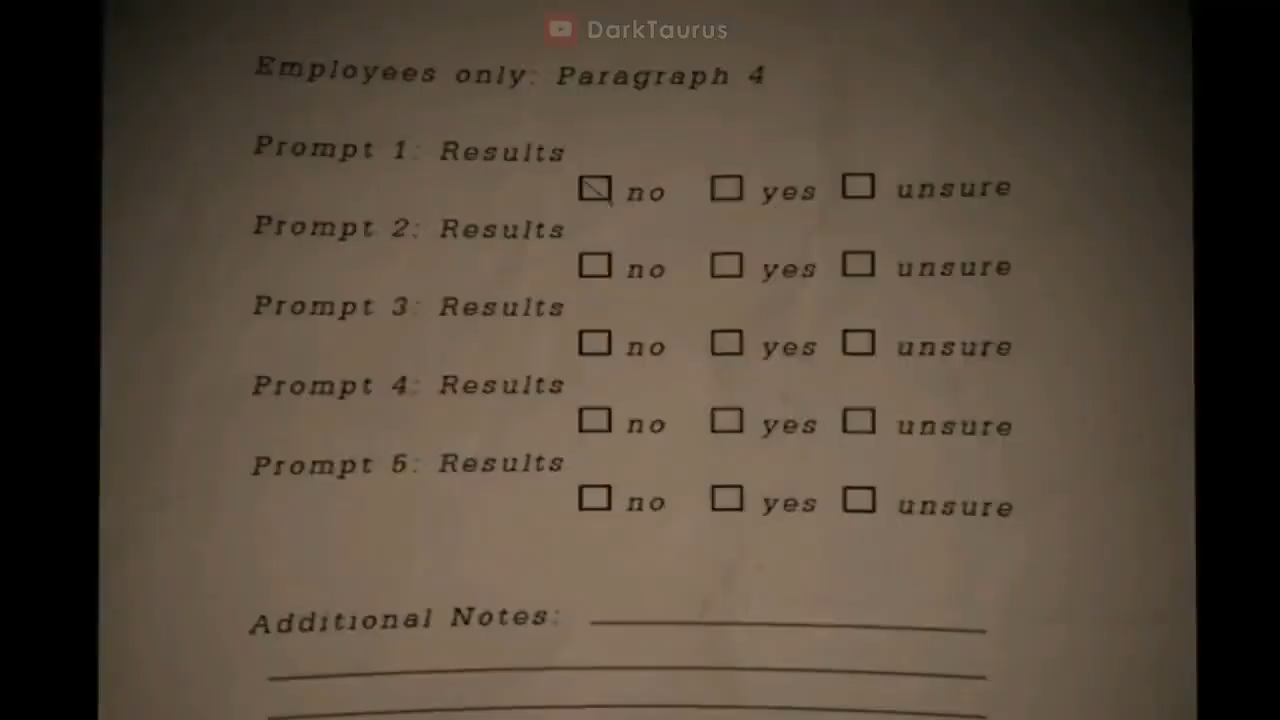 DarkTaurus
Employees only: Paragraph 4
Prompt 1: Results
no yes unsure
Prompt 2: Results
no yes unsure
Prompt 3: Results
no yes unsure
Prompt 4: Results
no yes unsure
Prompt 5: Results
no yes unsure
Additional Notes: